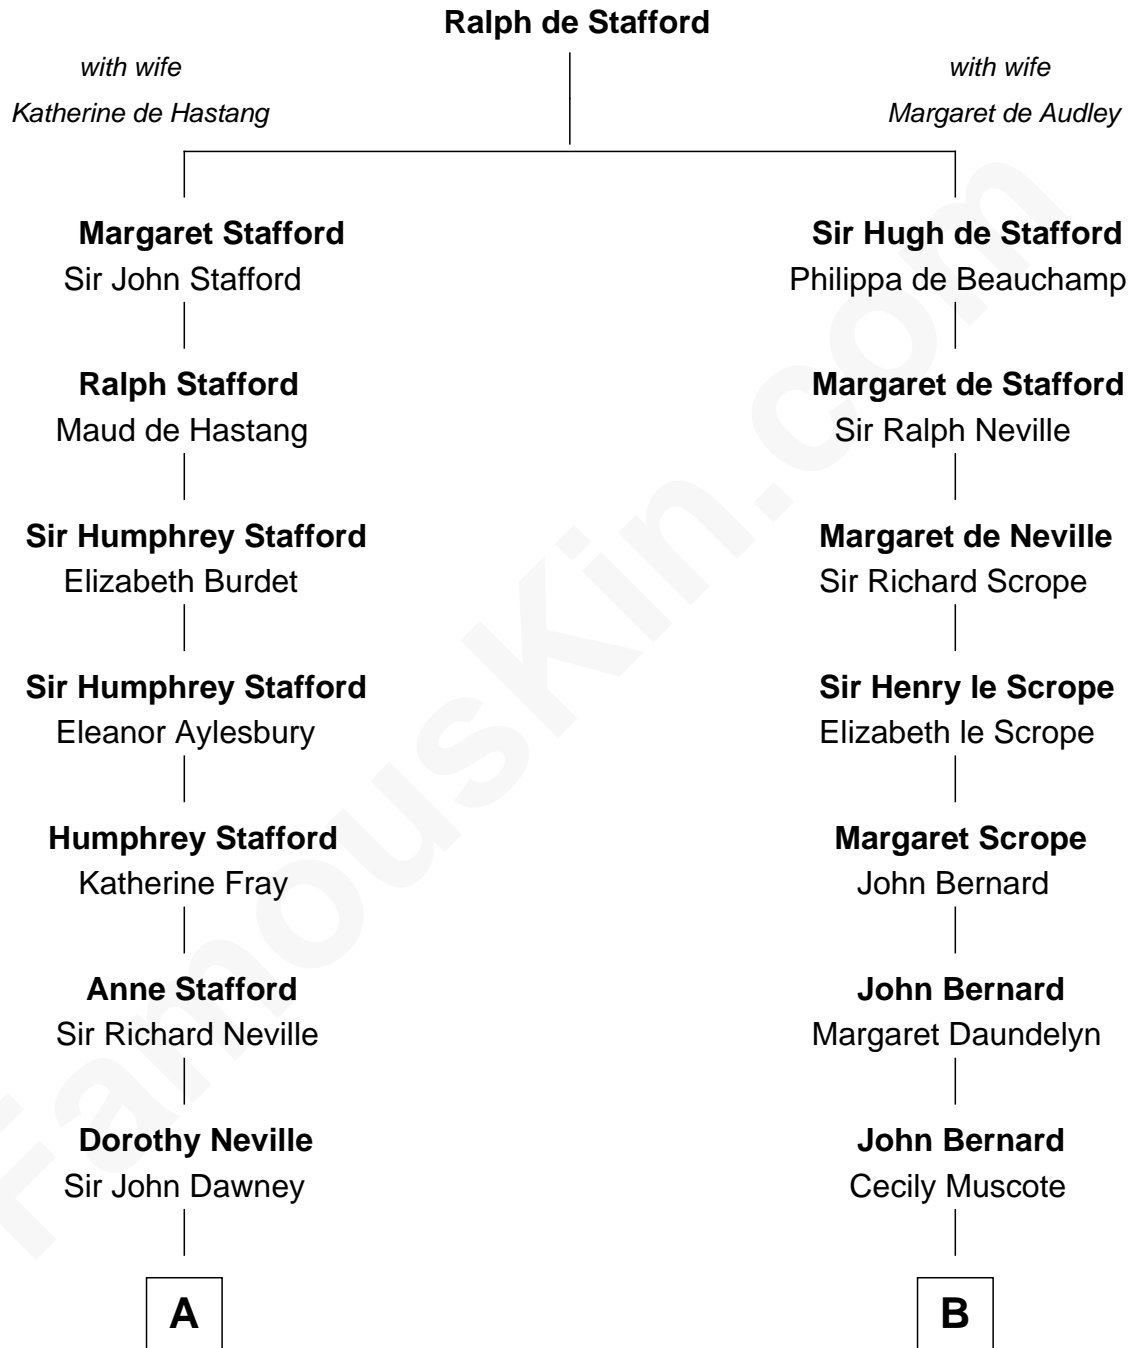 Ralph de Stafford
with wife
Katherine de Hastang
with wife
Margaret de Audley
Margaret Stafford
Sir John Stafford
Ralph Stafford
Maud de Hastang
Sir Humphrey Stafford
Elizabeth Burdet
Sir Humphrey Stafford
Eleanor Aylesbury
Humphrey Stafford
Katherine Fray
Anne Stafford
Sir Richard Neville
Dorothy Neville
Sir John Dawney
A
Sir Hugh de Stafford
Philippa de Beauchamp
Margaret de Stafford
Sir Ralph Neville
Margaret de Neville
Sir Richard Scrope
Sir Henry le Scrope
Elizabeth le Scrope
Margaret Scrope
John Bernard
John Bernard
Margaret Daundelyn
John Bernard
Cecily Muscote
B
FamousKin.com